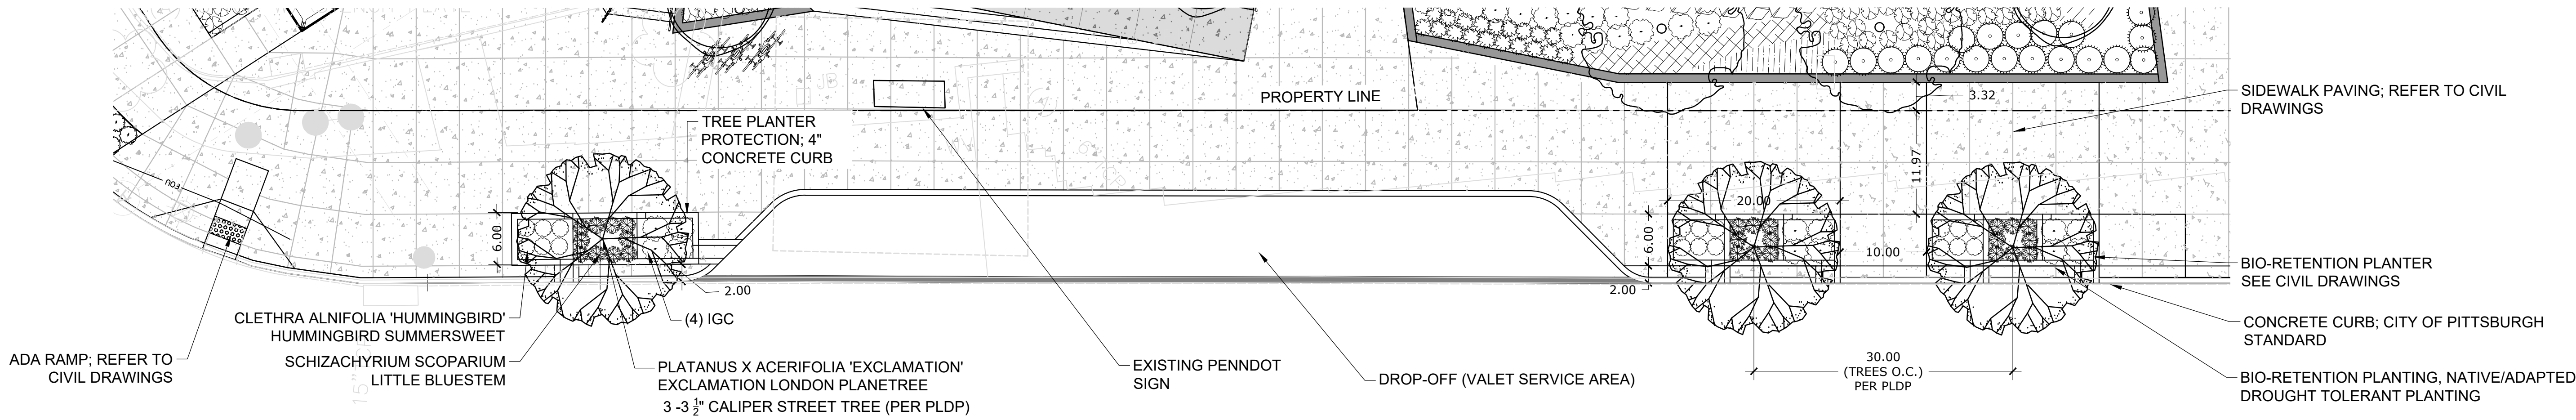 PROPERTY LINE
3.32
SIDEWALK PAVING; REFER TO CIVIL
DRAWINGS
TREE PLANTER
PROTECTION; 4"
CONCRETE CURB
11.97
FOU
20.00
6.00
6.00
10.00
BIO-RETENTION PLANTER
SEE CIVIL DRAWINGS
2.00
2.00
CLETHRA ALNIFOLIA 'HUMMINGBIRD'
HUMMINGBIRD SUMMERSWEET
(4) IGC
CONCRETE CURB; CITY OF PITTSBURGH
STANDARD
ADA RAMP; REFER TO
CIVIL DRAWINGS
SCHIZACHYRIUM SCOPARIUM
LITTLE BLUESTEM
PLATANUS X ACERIFOLIA 'EXCLAMATION'
EXCLAMATION LONDON PLANETREE
3 -3 ½" CALIPER STREET TREE (PER PLDP)
EXISTING PENNDOT
SIGN
DROP-OFF (VALET SERVICE AREA)
30.00
(TREES O.C.)
PER PLDP
BIO-RETENTION PLANTING, NATIVE/ADAPTED
DROUGHT TOLERANT PLANTING
15"